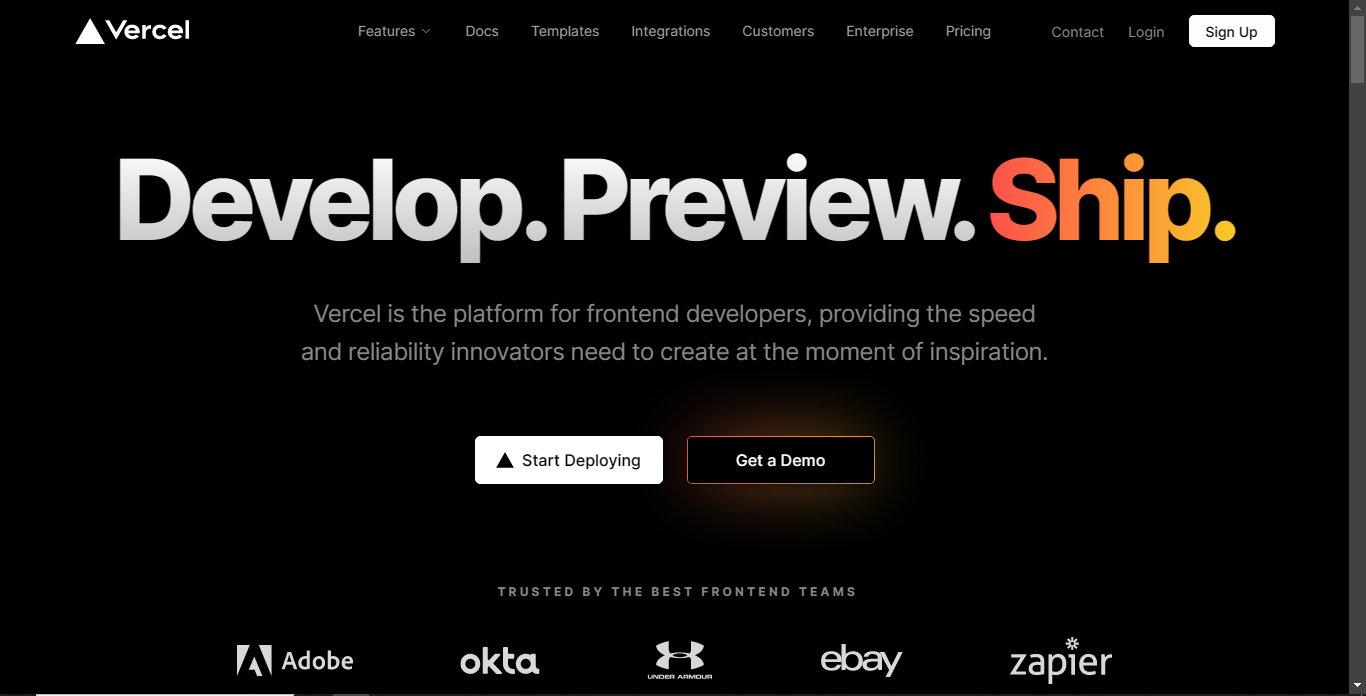 Vercel Features Docs Templates Integrations Customers Enterprise Pricing Contact Login Sign Up
Develop. Preview. Ship.
Vercel is the platform for frontend developers, providing the speed
and reliability innovators need to create at the moment of inspiration.
Start Deploying Get a Demo
TRUSTED BY THE BEST FRONTEND TEAMS
Adobe okta UNDER ARMOUR ebay zapier